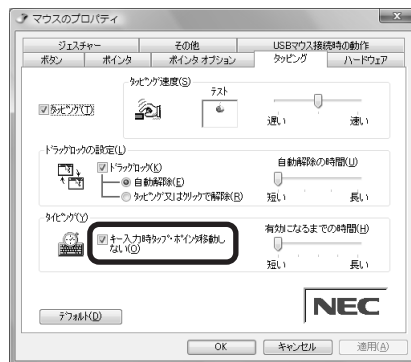 マウスのプロパティ
ジェスチャー
その他
USBマウス接続時の動作
ボタン
ポインタ
ポインタ オプション
タッピング
ハードウェア
タッピング速度(S)
テスト
タッピング(T)
遅い
速い
ドラッグロックの設定(L)
自動解除の時間(U)
ドラッグロック(K)
自動解除(E)
タッピング又はクリックで解除(R)
短い
長い
タイピング(Y)
有効になるまでの時間(H)
キー入力時タップ・ポインタ移動し
ない(O)
短い
長い
NEC
デフォルト(D)
OK
キャンセル
適用(A)